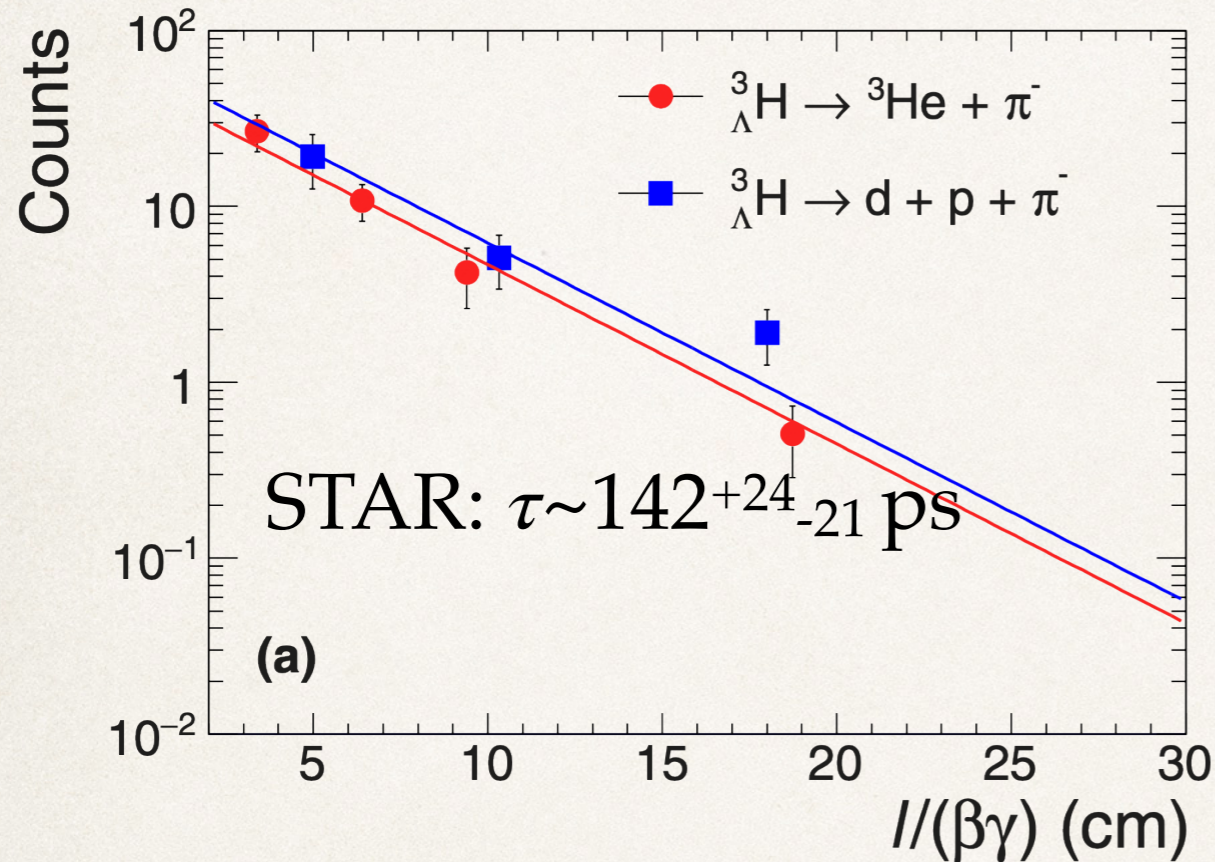 Counts
10²
10
1
10⁻¹
10⁻²
³ΛH → ³He + π⁻
³ΛH → d + p + π⁻
STAR: τ~142⁺²⁴₋₂₁ ps
(a)
5 10 15 20 25 30
l/(βγ) (cm)